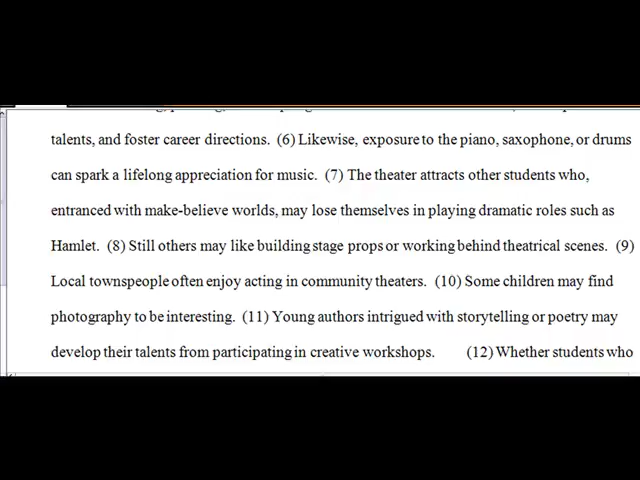 talents, and foster career directions. (6) Likewise, exposure to the piano, saxophone, or drums
can spark a lifelong appreciation for music. (7) The theater attracts other students who,
entranced with make-believe worlds, may lose themselves in playing dramatic roles such as
Hamlet. (8) Still others may like building stage props or working behind theatrical scenes. (9)
Local townspeople often enjoy acting in community theaters. (10) Some children may find
photography to be interesting. (11) Young authors intrigued with storytelling or poetry may
develop their talents from participating in creative workshops. (12) Whether students who